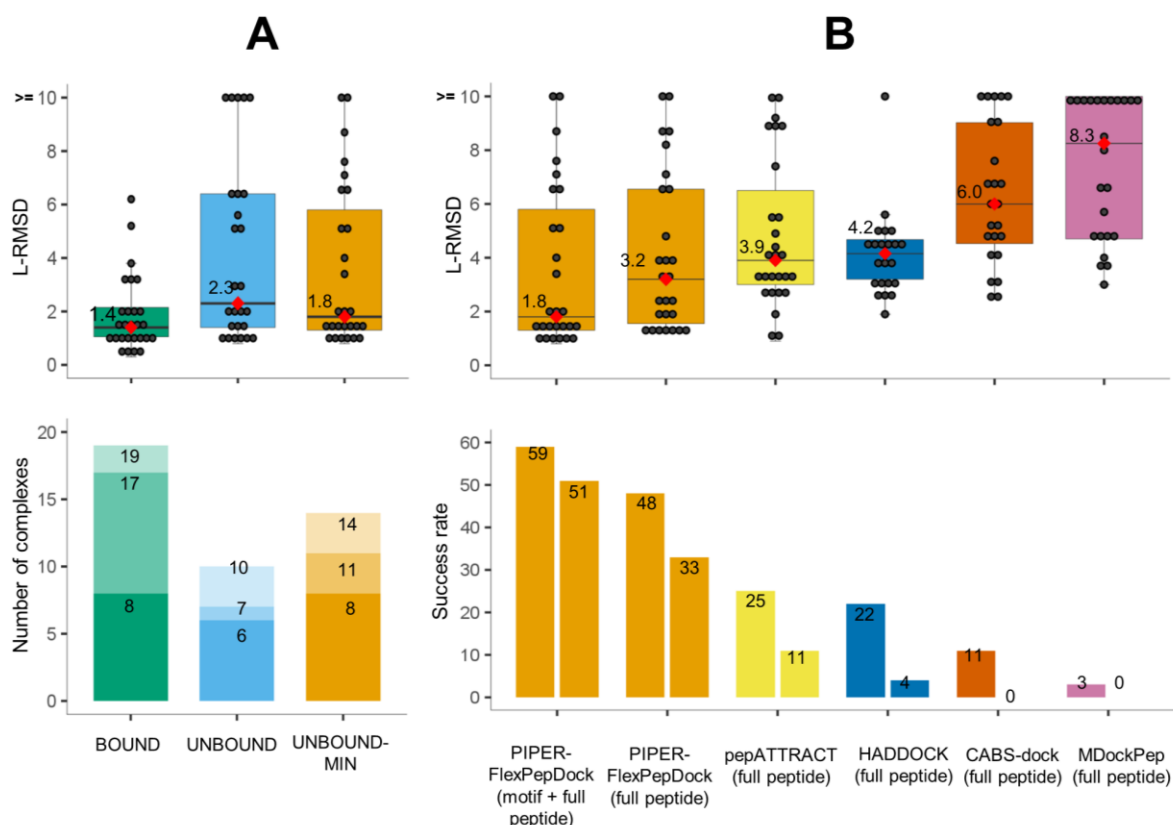 A
B
>=
10
8
6
4
2
0
L-RMSD
1.4
2.3
1.8
>=
10
8
6
4
2
0
L-RMSD
1.8
3.2
3.9
4.2
6.0
8.3
20
15
10
5
0
Number of complexes
19
17
8
10
7
6
14
11
8
BOUND
UNBOUND
UNBOUND-
MIN
60
50
40
30
20
10
0
Success rate
59
51
48
33
25
11
22
4
11
0
3
0
PIPER-
FlexPepDock
(motif + full
peptide)
PIPER-
FlexPepDock
(full peptide)
pepATTRACT
(full peptide)
HADDOCK
(full peptide)
CABS-dock
(full peptide)
MDockPep
(full peptide)